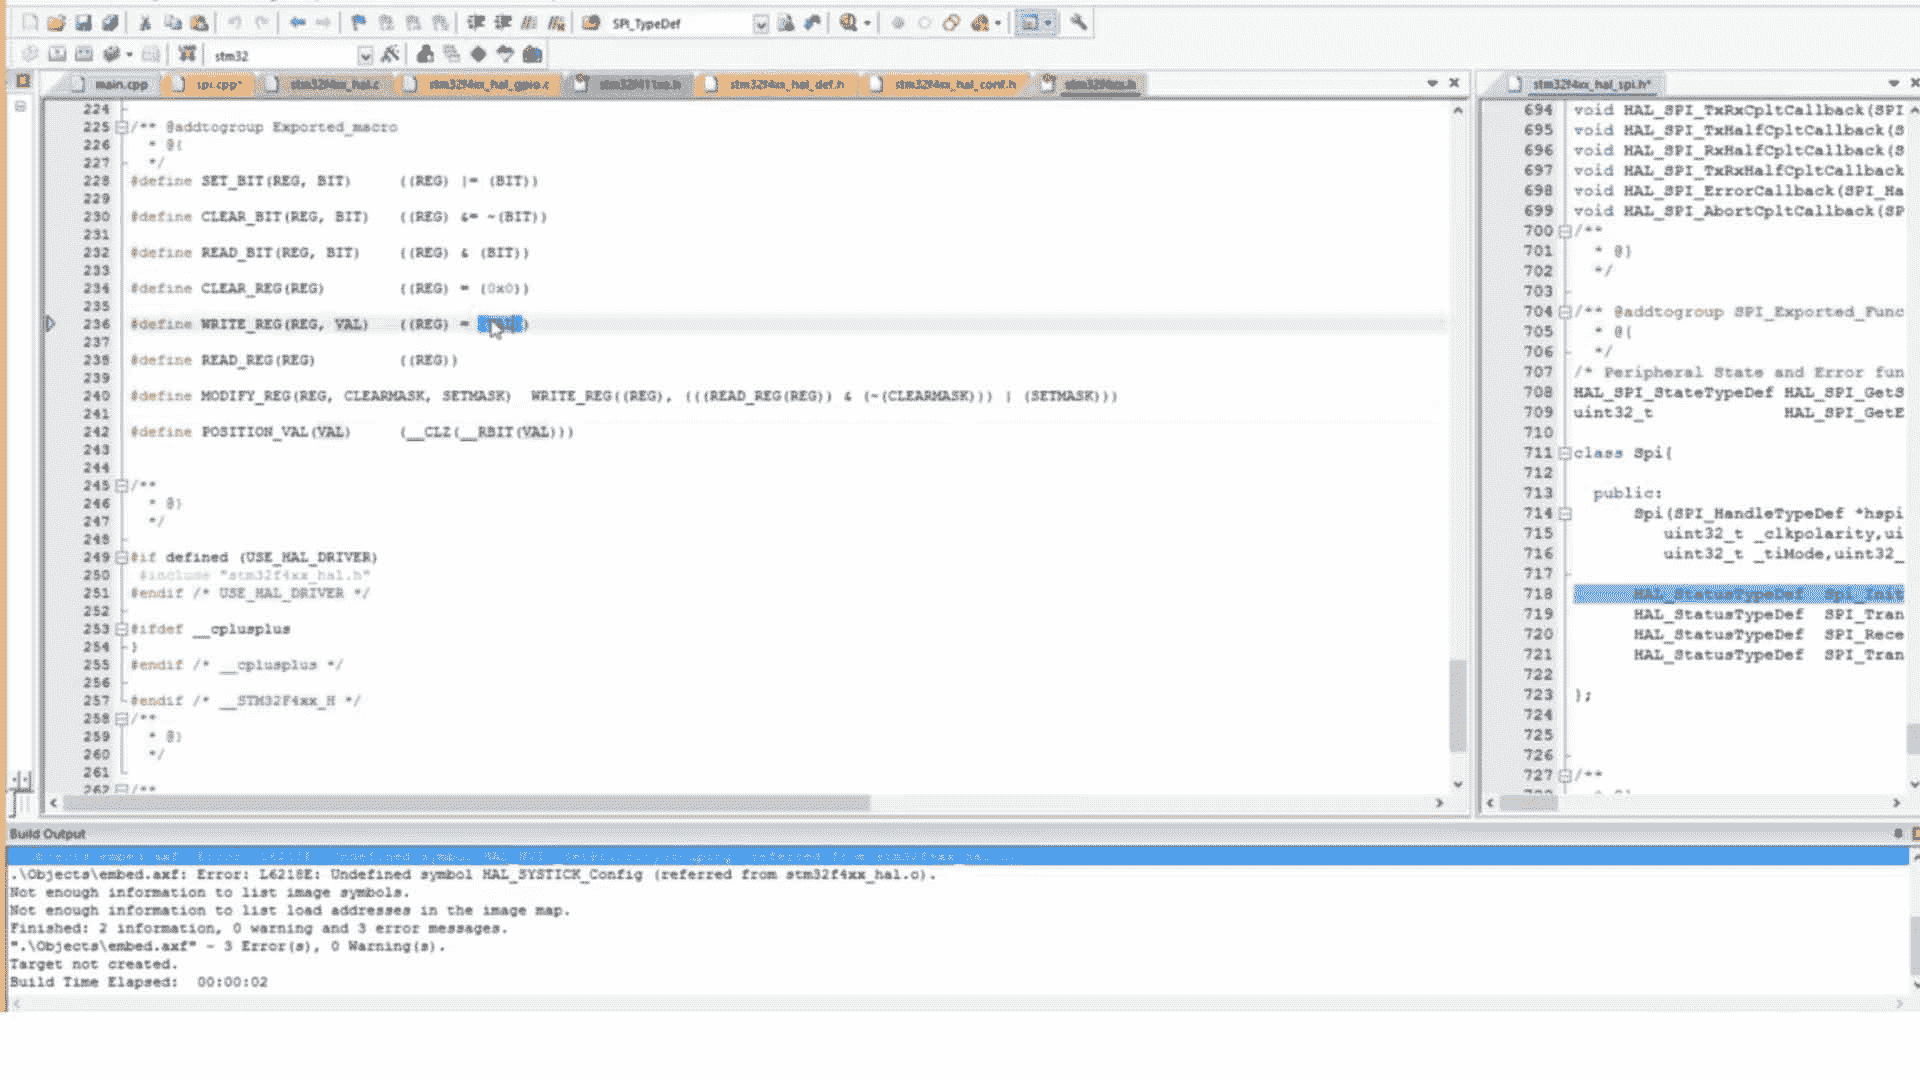 SPI_TypeDef
stm32
main.cpp
spi.cpp*
stm32f4xx_hal.c
stm32f4xx_hal_gpio.c
stm32f4xx_hal_def.h
stm32f4xx_hal_conf.h
stm32f4xx.h
224
225 /** @addtogroup Exported_macro
226 * @{
227 */
228 #define SET_BIT(REG, BIT) ((REG) |= (BIT))
229
230 #define CLEAR_BIT(REG, BIT) ((REG) &= ~(BIT))
231
232 #define READ_BIT(REG, BIT) ((REG) & (BIT))
233
234 #define CLEAR_REG(REG) ((REG) = (0x0))
235
236 #define WRITE_REG(REG, VAL) ((REG) = )
237
238 #define READ_REG(REG) ((REG))
239
240 #define MODIFY_REG(REG, CLEARMASK, SETMASK) WRITE_REG((REG), (((READ_REG(REG)) & (~(CLEARMASK))) | (SETMASK)))
241
242 #define POSITION_VAL(VAL) (__CLZ(__RBIT(VAL)))
243
244
245 /**
246 * @}
247 */
248
249 #if defined (USE_HAL_DRIVER)
250 #include "stm32f4xx_hal.h"
251 #endif /* USE_HAL_DRIVER */
252
253 #ifdef __cplusplus
254 }
255 #endif /* __cplusplus */
256
257 #endif /* __STM32F4xx_H */
258 /**
259 * @}
260 */
261
262 /**
stm32f4xx_hal_spi.h*
694 void HAL_SPI_TxRxCpltCallback(SPI
695 void HAL_SPI_TxHalfCpltCallback(S
696 void HAL_SPI_RxHalfCpltCallback(S
697 void HAL_SPI_TxRxHalfCpltCallback
698 void HAL_SPI_ErrorCallback(SPI_Ha
699 void HAL_SPI_AbortCpltCallback(SP
700 /**
701 * @}
702 */
703
704 /** @addtogroup SPI_Exported_Func
705 * @{
706 */
707 /* Peripheral State and Error fun
708 HAL_SPI_StateTypeDef HAL_SPI_GetS
709 uint32_t HAL_SPI_GetE
710
711 class Spi{
712
713 public:
714 Spi(SPI_HandleTypeDef *hspi
715 uint32_t _clkpolarity,ui
716 uint32_t _tiMode,uint32_
717
718 HAL_StatusTypeDef Spi_Init
719 HAL_StatusTypeDef SPI_Tran
720 HAL_StatusTypeDef SPI_Rece
721 HAL_StatusTypeDef SPI_Tran
722
723 };
724
725
726
727 /**
Build Output
.\Objects\embed.axf: Error: L6218E: Undefined symbol HAL_SYSTICK_Config (referred from stm32f4xx_hal.o).
Not enough information to list image symbols.
Not enough information to list load addresses in the image map.
Finished: 2 information, 0 warning and 3 error messages.
".\Objects\embed.axf" - 3 Error(s), 0 Warning(s).
Target not created.
Build Time Elapsed: 00:00:02